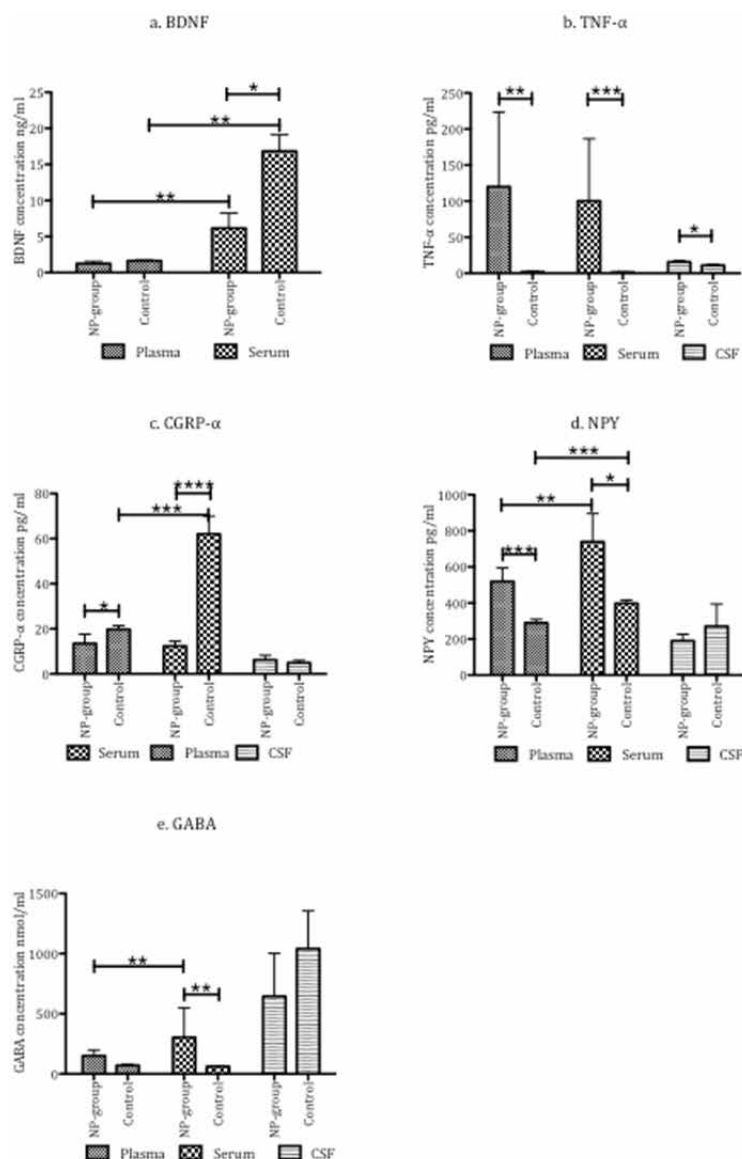 a. BDNF
BDNF concentration ng/ml
25
20
15
10
5
0
*
**
**
NP-group
Control
NP-group
Control
Plasma
Serum
b. TNF-α
TNF-α concentration pg/ml
250
200
150
100
50
0
**
***
*
NP-group
Control
NP-group
Control
NP-group
Control
Plasma
Serum
CSF
c. CGRP-α
CGRP-α concentration pg/ml
80
60
40
20
0
****
***
*
NP-group
Control
NP-group
Control
NP-group
Control
Serum
Plasma
CSF
d. NPY
NPY concentration pg/ml
1000
800
600
400
200
0
***
**
*
***
NP-group
Control
NP-group
Control
NP-group
Control
Plasma
Serum
CSF
e. GABA
GABA concentration nmol/ml
1500
1000
500
0
**
**
NP-group
Control
NP-group
Control
NP-group
Control
Plasma
Serum
CSF